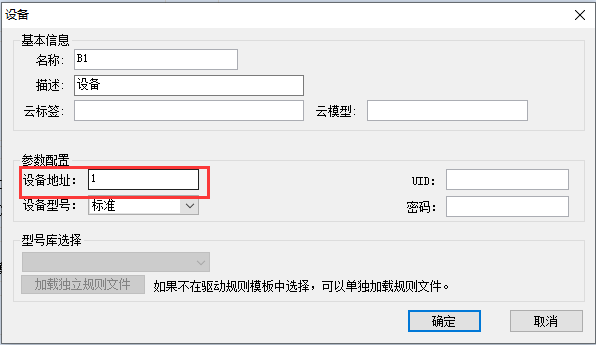 设备
基本信息
名称: B1
描述: 设备
云标签: 云模型:
参数配置
设备地址: 1 UID:
设备型号: 标准 密码:
型号库选择
加载独立规则文件 如果不在驱动规则模板中选择，可以单独加载规则文件。
确定 取消